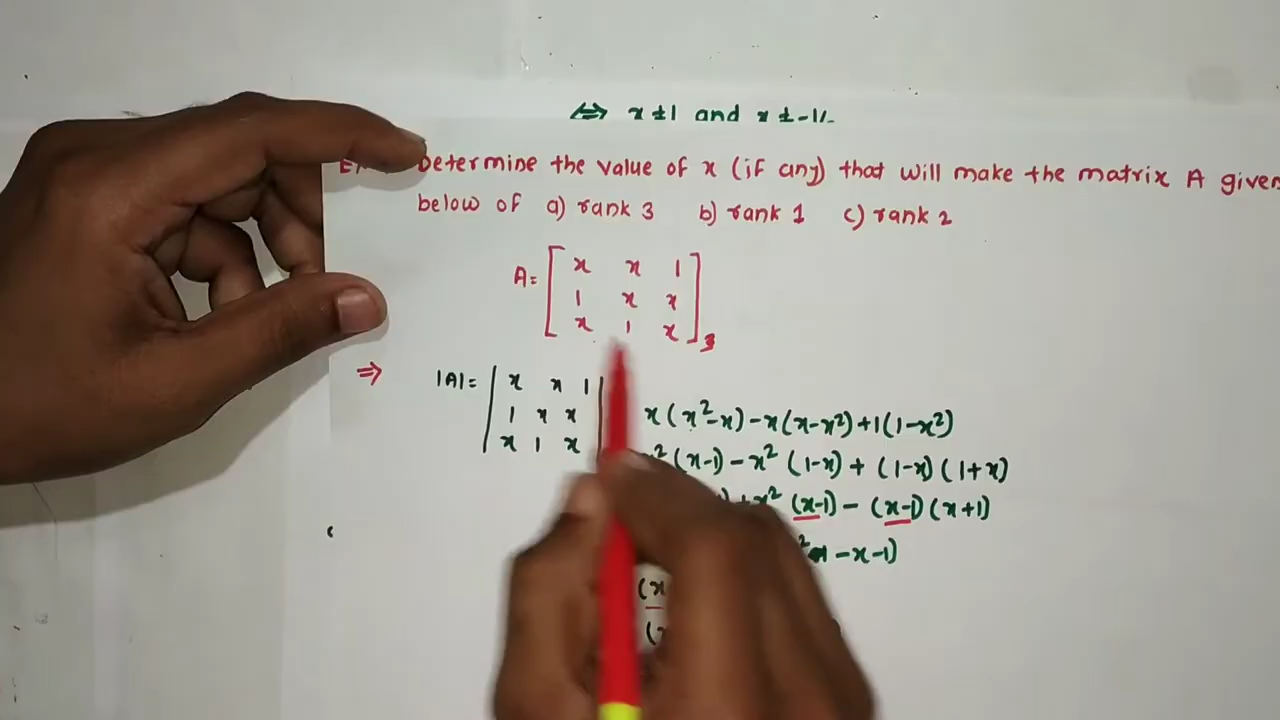 ⇔ x ≠ 1 and x ≠ -1.
Determine the value of x (if any) that will make the matrix A given
below of a) rank 3 b) rank 1 c) rank 2
A = [ x x 1
1 x x
x 1 x ]3
⇒ |A| = | x x 1 |
| 1 x x |
| x 1 x |
x(x²-x) - x(x-x²) + 1(1-x²)
²(x-1) - x²(1-x) + (1-x)(1+x)
) + x²(x-1) - (x-1)(x+1)
- x - 1)
(x
(x